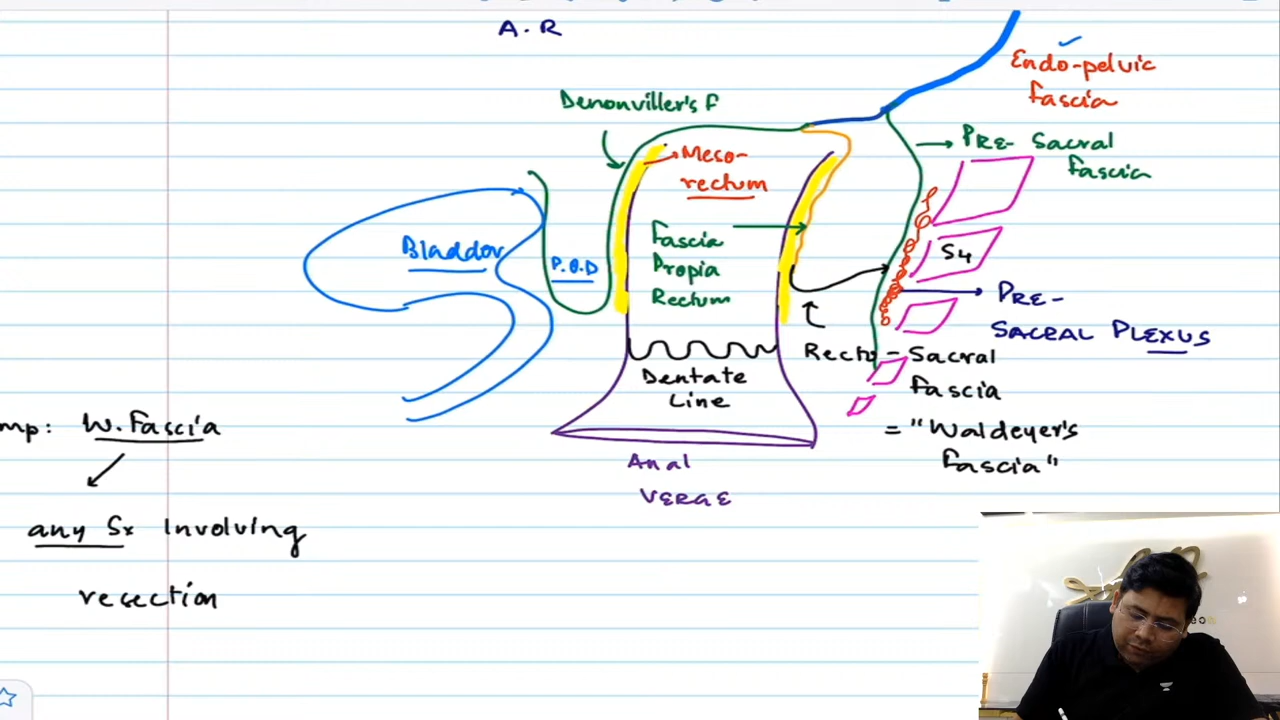 A.R
Endo-pelvic
fascia
Denonviller's f
PRE- Sacral
fascia
Meso-
rectum
Bladder
P.O.D
Fascia
Propia
Rectum
S4
PRE-
SACRAL PLEXUS
Recto-Sacral
fascia
= "Waldeyer's
fascia"
Dentate
Line
Anal
VERGE
mp: W.Fascia
any Sx Involving
resection